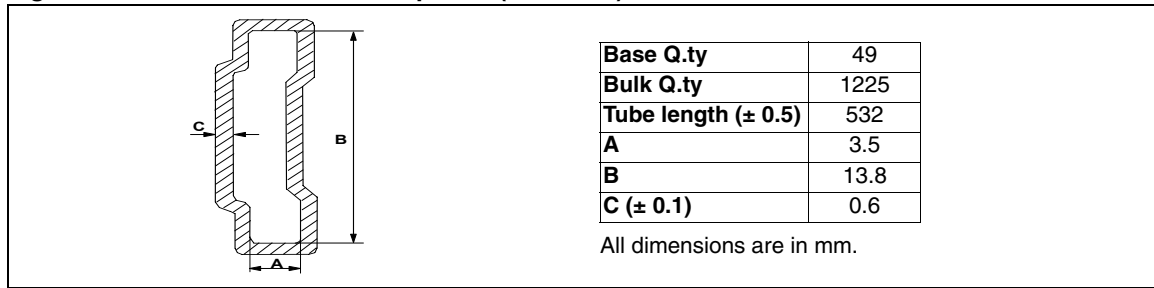 C
B
A
Base Q.ty 49
Bulk Q.ty 1225
Tube length (± 0.5) 532
A 3.5
B 13.8
C (± 0.1) 0.6
All dimensions are in mm.